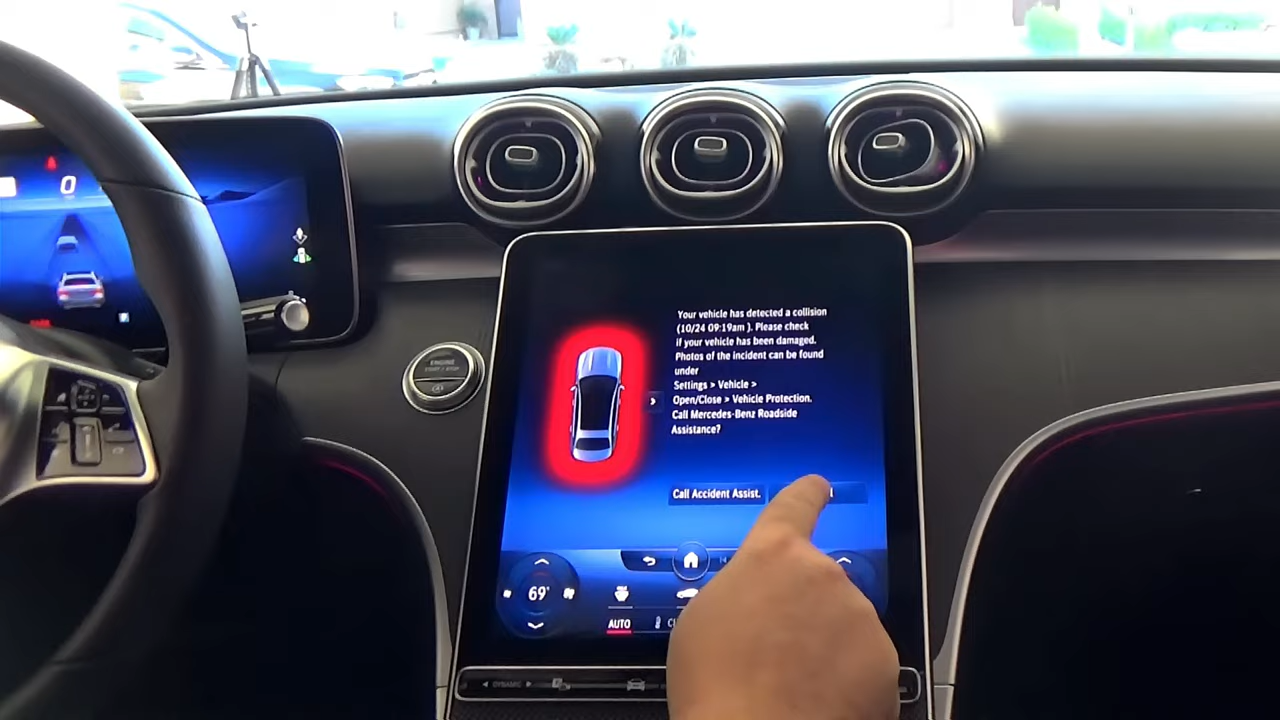 0
ENGINE
START / STOP
Your vehicle has detected a collision
(10/24 09:19am ). Please check
if your vehicle has been damaged.
Photos of the incident can be found
under
Settings > Vehicle >
Open/Close > Vehicle Protection.
Call Mercedes-Benz Roadside
Assistance?
Call Accident Assist.
69°
AUTO
DYNAMIC